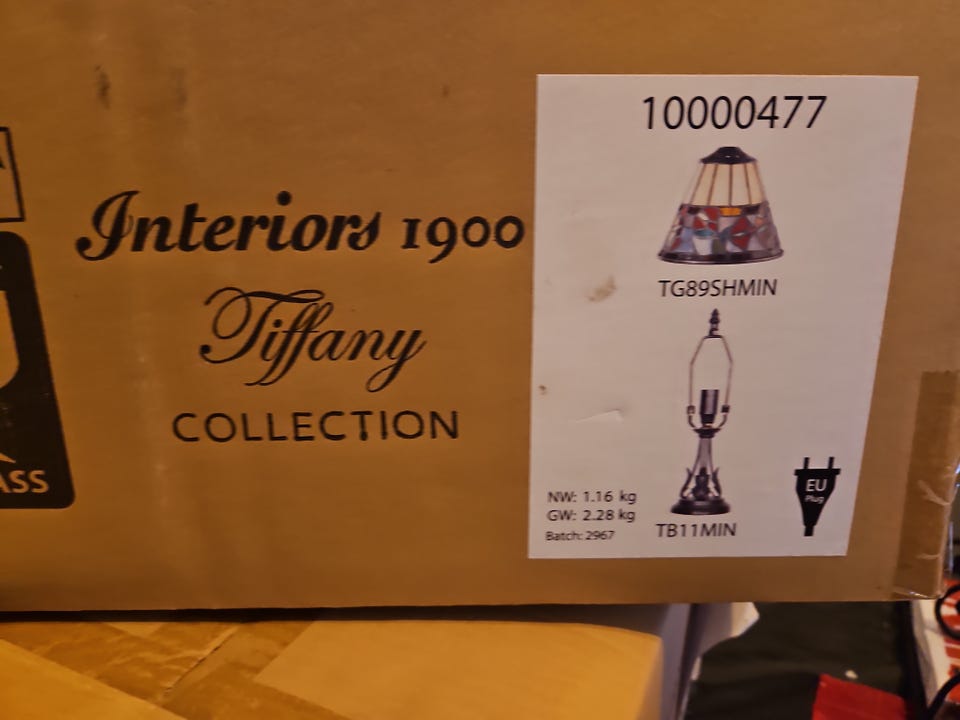 Interiors 1900
Tiffany
COLLECTION
ASS
10000477
TG89SHMIN
NW: 1.16 kg
GW: 2.28 kg
Batch: 2967
TB11MIN
EU
Plug